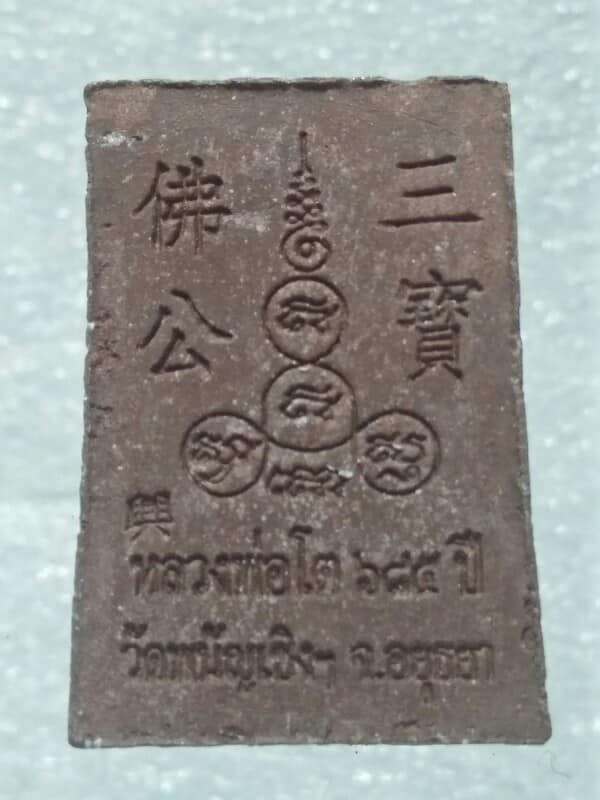 三寶
佛公
興
หลวงพ่อโต ๖๘๕ ปี
วัดพนัญเชิงฯ จ.อยุธยา